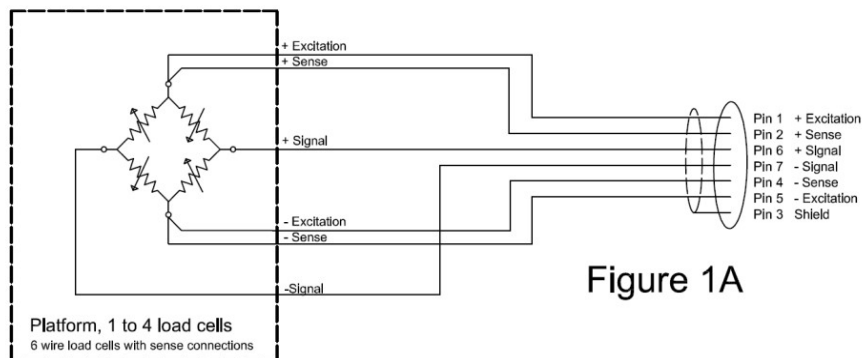 + Excitation
+ Sense
+ Signal
- Excitation
- Sense
-Signal
Pin 1 + Excitation
Pin 2 + Sense
Pin 6 + Signal
Pin 7 - Signal
Pin 4 - Sense
Pin 5 - Excitation
Pin 3 Shield
Figure 1A
Platform, 1 to 4 load cells
6 wire load cells with sense connections